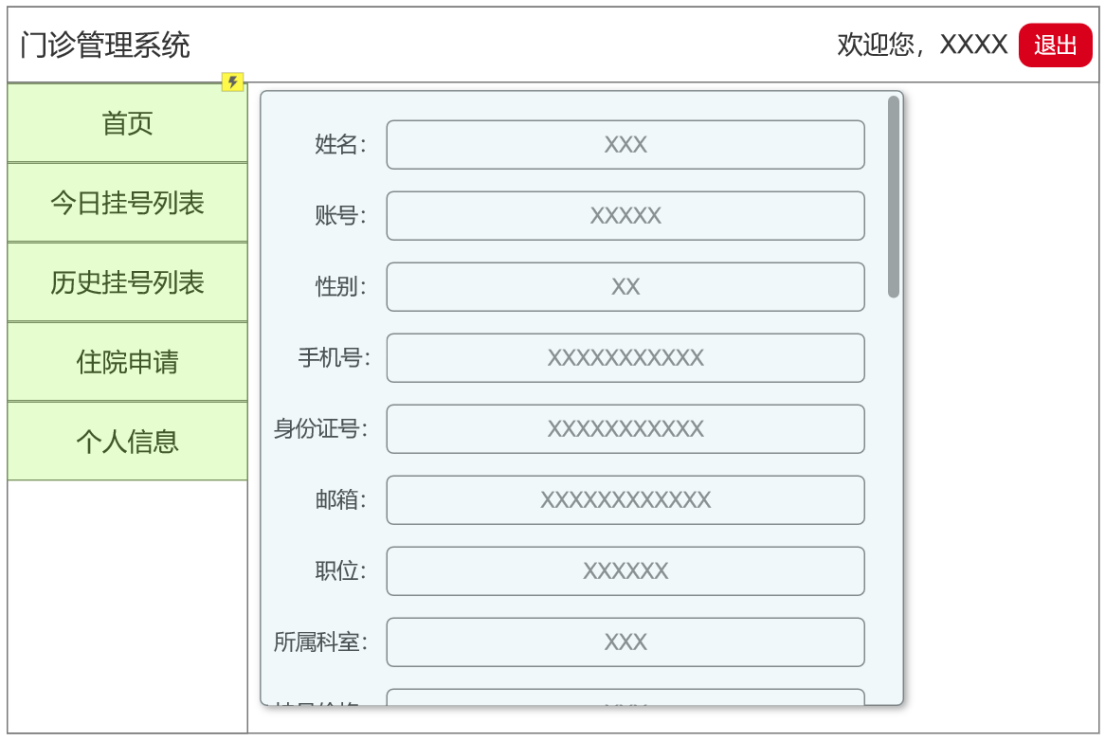 门诊管理系统
欢迎您，XXXX 退出
首页
今日挂号列表
历史挂号列表
住院申请
个人信息
姓名： XXX
账号： XXXXX
性别： XX
手机号： XXXXXXXXXXX
身份证号： XXXXXXXXXXX
邮箱： XXXXXXXXXXXX
职位： XXXXXX
所属科室： XXX